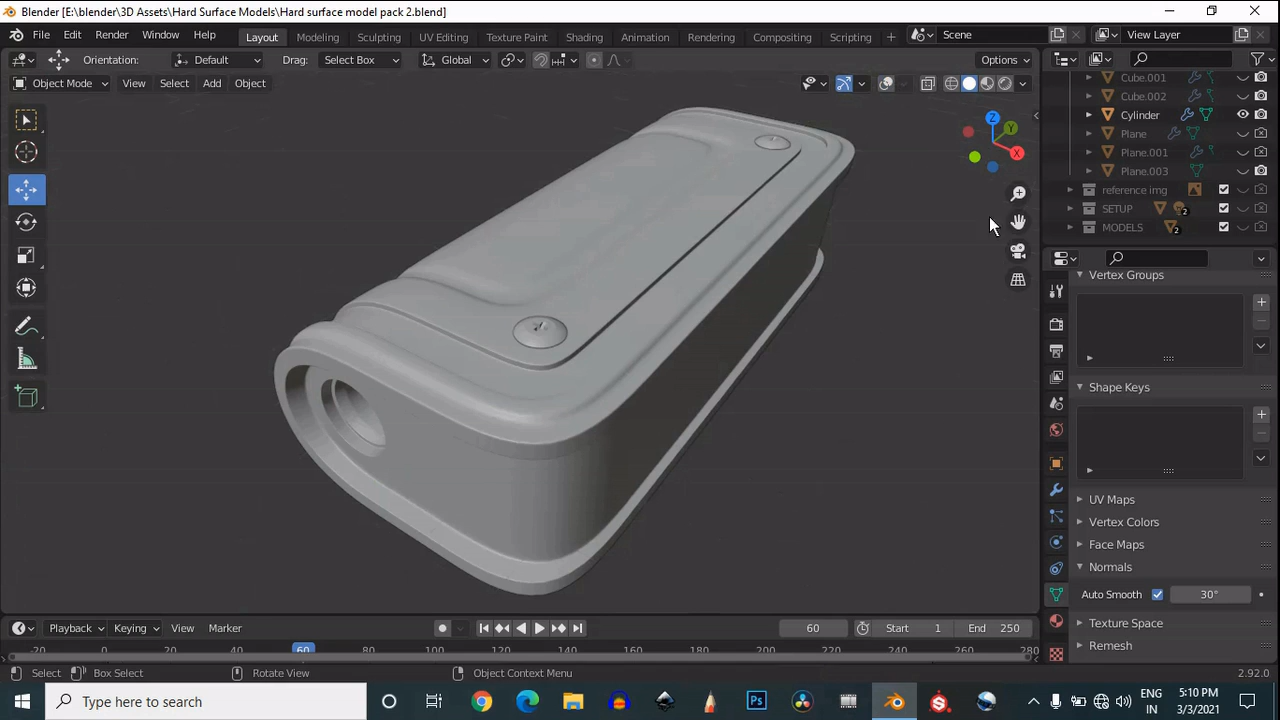 Blender [E:\blender\3D Assets\Hard Surface Models\Hard surface model pack 2.blend]
File Edit Render Window Help Layout Modeling Sculpting UV Editing Texture Paint Shading Animation Rendering Compositing Scripting + Scene View Layer
Orientation: Default Drag: Select Box Global Options
Object Mode View Select Add Object
Z
Y
X
Cube.001
Cube.002
Cylinder
Plane
Plane.001
Plane.003
reference img
SETUP 2
MODELS 2
Vertex Groups
Shape Keys
UV Maps
Vertex Colors
Face Maps
Normals
Auto Smooth 30°
Texture Space
Remesh
Playback Keying View Marker 60 Start 1 End 250
-20 0 20 40 60 80 100 120 140 160 180 200 220 240 260 280
Select Box Select Rotate View Object Context Menu 2.92.0
Type here to search Ps ENG 5:10 PM
IN 3/3/2021